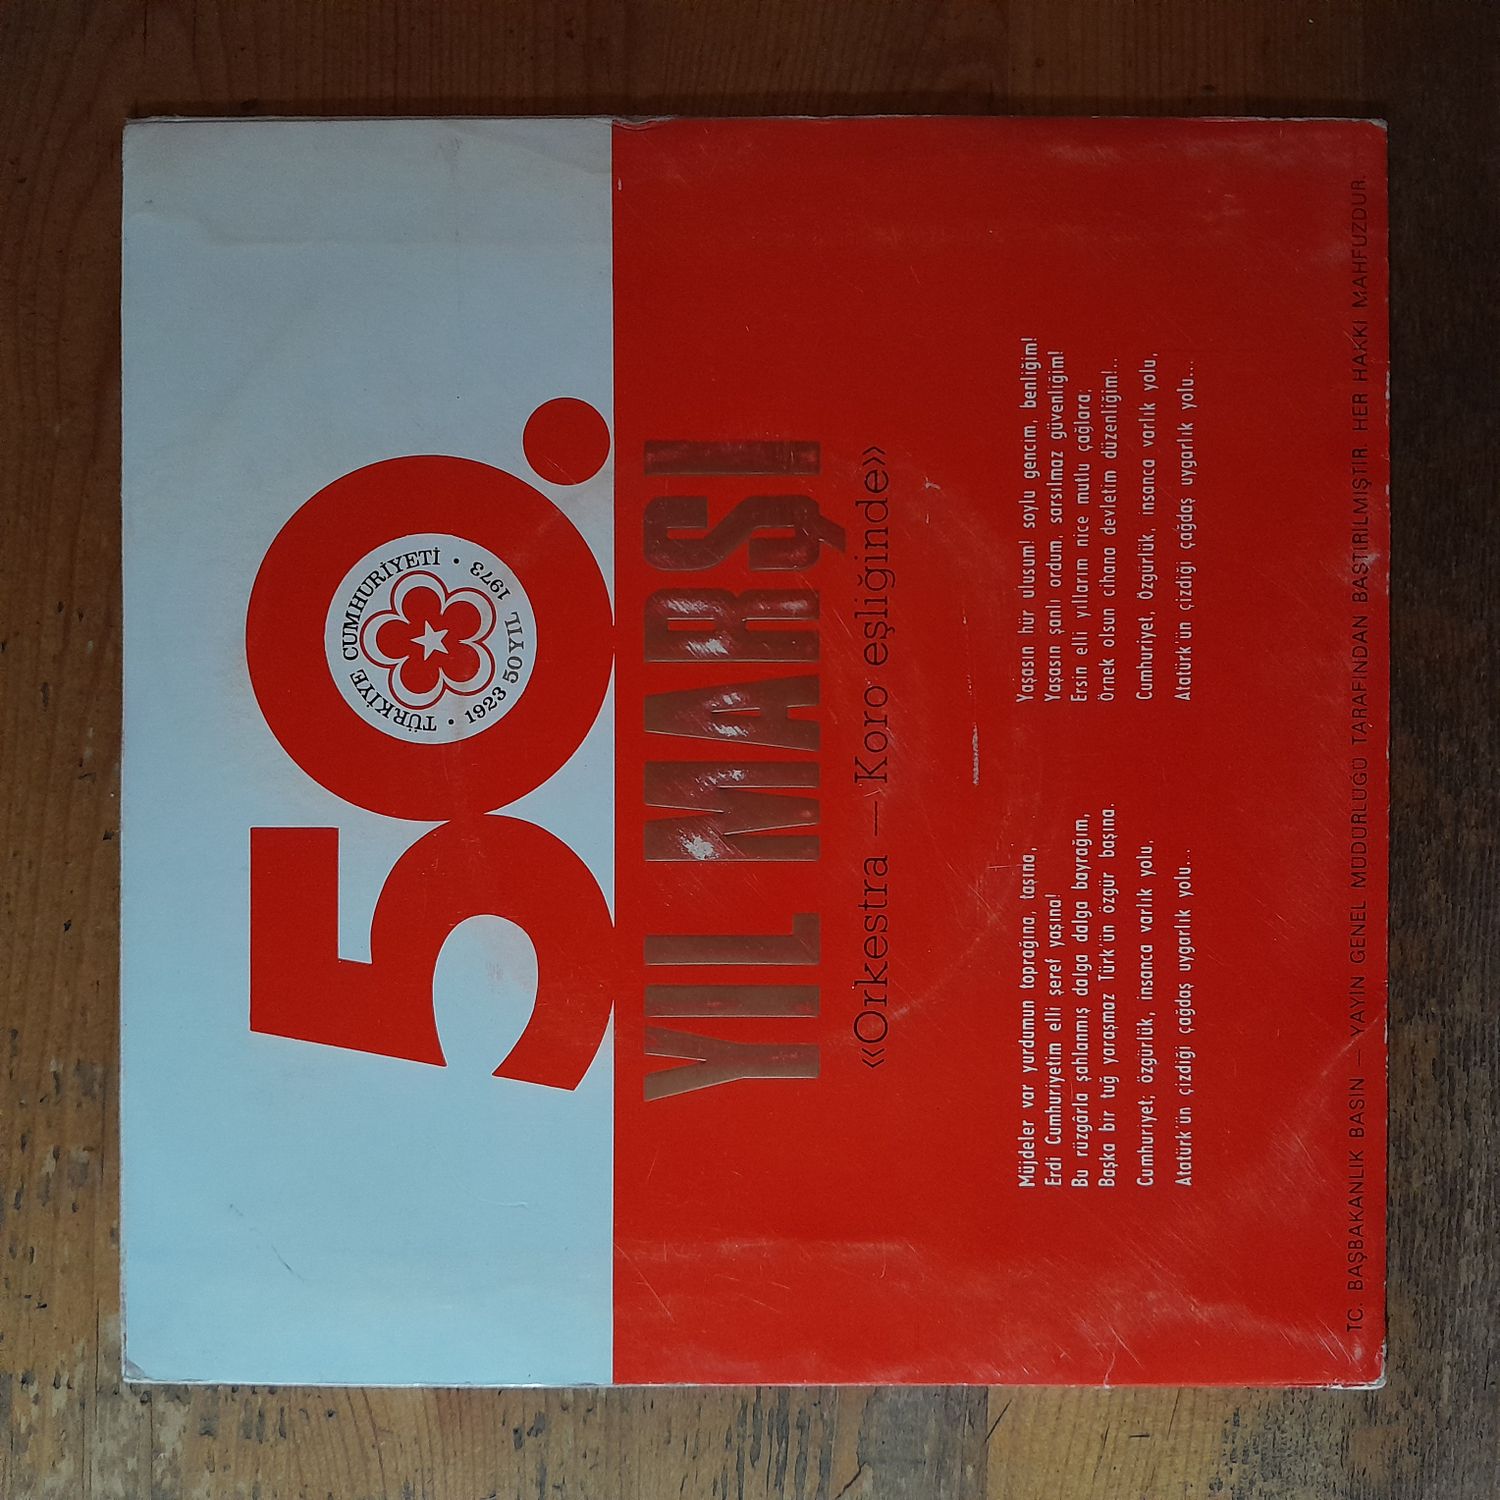 50.
TÜRKİYE CUMHURİYETİ
1923 50 YIL 1973
YIL MARŞI
«Orkestra — Koro eşliğinde»
Müjdeler var yurdumun toprağına, taşına,
Erdi Cumhuriyetim elli şeref yaşına!
Bu rüzgârla şahlanmış dalga dalga bayrağım,
Başka bir tuğ yaraşmaz Türk'ün özgür başına.
Cumhuriyet; özgürlük, insanca varlık yolu,
Atatürk'ün çizdiği çağdaş uygarlık yolu...
Yaşasın hür ulusum! soylu gencim, benliğim!
Yaşasın şanlı ordum, sarsılmaz güvenliğim!
Ersin elli yıllarım nice mutlu çağlara;
Örnek olsun cihana devletim düzenliğim!..
Cumhuriyet, Özgürlük, insanca varlık yolu,
Atatürk'ün çizdiği çağdaş uygarlık yolu....
TC. BAŞBAKANLIK BASIN — YAYIN GENEL MÜDÜRLÜĞÜ TARAFINDAN BASTIRILMIŞTIR. HER HAKKI MAHFUZDUR.